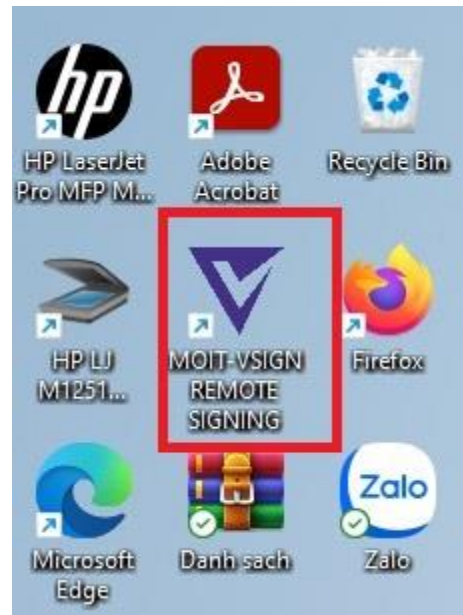 hp
HP LaserJet
Pro MFP M...
Adobe
Acrobat
Recycle Bin
HP LJ
M1251...
MOIT-VSIGN
REMOTE
SIGNING
Firefox
Microsoft
Edge
Danh sach
Zalo
Zalo